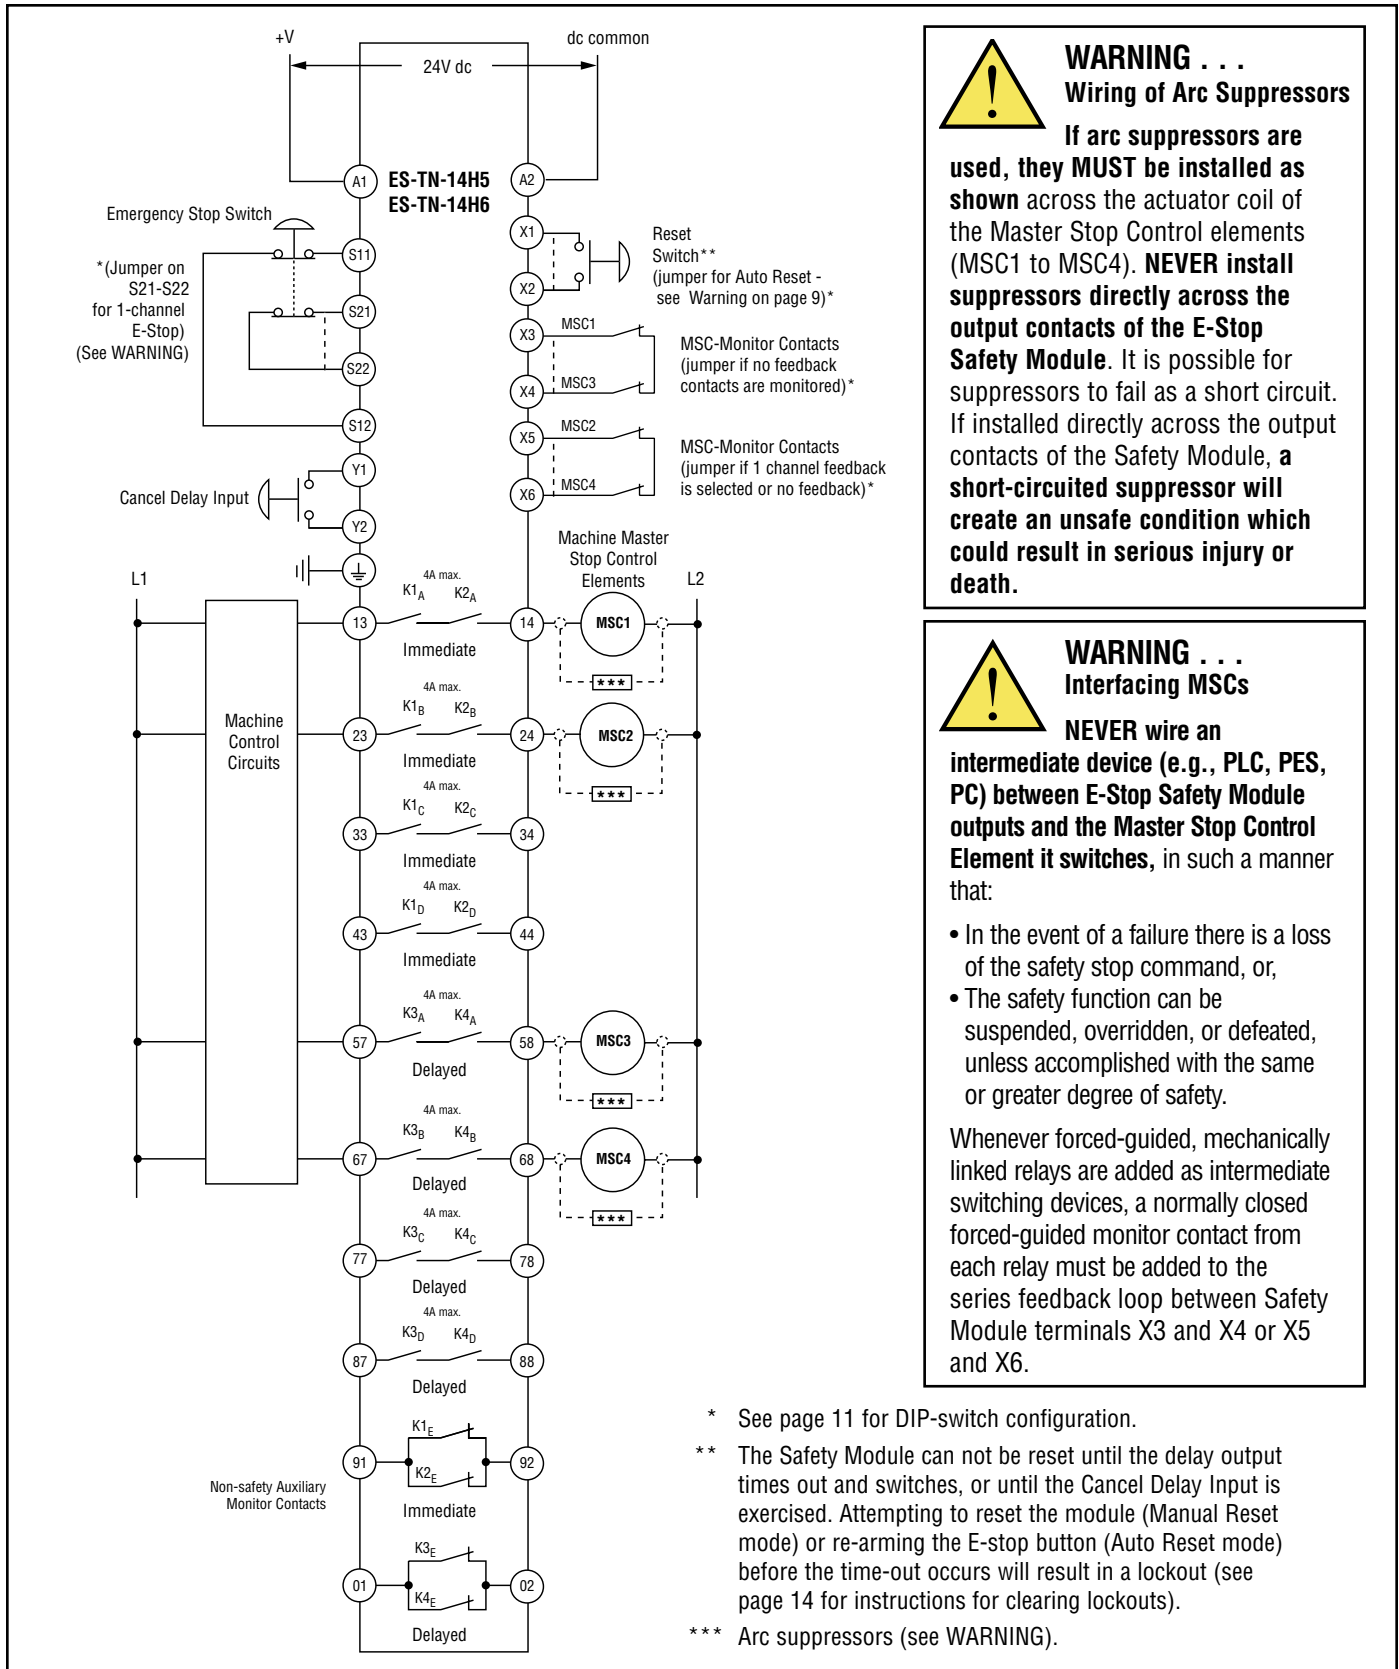 +V
dc common
24V dc
A1
ES-TN-14H5
ES-TN-14H6
A2
Emergency Stop Switch
*(Jumper on
S21-S22
for 1-channel
E-Stop)
(See WARNING)
S11
S21
S22
S12
X1
X2
Reset
Switch**
(jumper for Auto Reset -
see Warning on page 9)*
X3
MSC1
X4
MSC3
MSC-Monitor Contacts
(jumper if no feedback
contacts are monitored)*
X5
MSC2
X6
MSC4
MSC-Monitor Contacts
(jumper if 1 channel feedback
is selected or no feedback)*
Cancel Delay Input
Y1
Y2
Machine Master
Stop Control
Elements
L1
L2
Machine
Control
Circuits
4A max.
K1A K2A
13
14
MSC1
Immediate
***
4A max.
K1B K2B
23
24
MSC2
Immediate
***
4A max.
K1C K2C
33
34
Immediate
4A max.
K1D K2D
43
44
Immediate
4A max.
K3A K4A
57
58
MSC3
Delayed
***
4A max.
K3B K4B
67
68
MSC4
Delayed
***
4A max.
K3C K4C
77
78
Delayed
4A max.
K3D K4D
87
88
Delayed
Non-safety Auxiliary
Monitor Contacts
K1E
91
92
K2E
Immediate
K3E
01
02
K4E
Delayed
!
WARNING . . .
Wiring of Arc Suppressors
If arc suppressors are
used, they MUST be installed as
shown across the actuator coil of
the Master Stop Control elements
(MSC1 to MSC4). NEVER install
suppressors directly across the
output contacts of the E-Stop
Safety Module. It is possible for
suppressors to fail as a short circuit.
If installed directly across the output
contacts of the Safety Module, a
short-circuited suppressor will
create an unsafe condition which
could result in serious injury or
death.
!
WARNING . . .
Interfacing MSCs
NEVER wire an
intermediate device (e.g., PLC, PES,
PC) between E-Stop Safety Module
outputs and the Master Stop Control
Element it switches, in such a manner
that:
• In the event of a failure there is a loss
of the safety stop command, or,
• The safety function can be
suspended, overridden, or defeated,
unless accomplished with the same
or greater degree of safety.
Whenever forced-guided, mechanically
linked relays are added as intermediate
switching devices, a normally closed
forced-guided monitor contact from
each relay must be added to the
series feedback loop between Safety
Module terminals X3 and X4 or X5
and X6.
* See page 11 for DIP-switch configuration.
** The Safety Module can not be reset until the delay output
times out and switches, or until the Cancel Delay Input is
exercised. Attempting to reset the module (Manual Reset
mode) or re-arming the E-stop button (Auto Reset mode)
before the time-out occurs will result in a lockout (see
page 14 for instructions for clearing lockouts).
*** Arc suppressors (see WARNING).